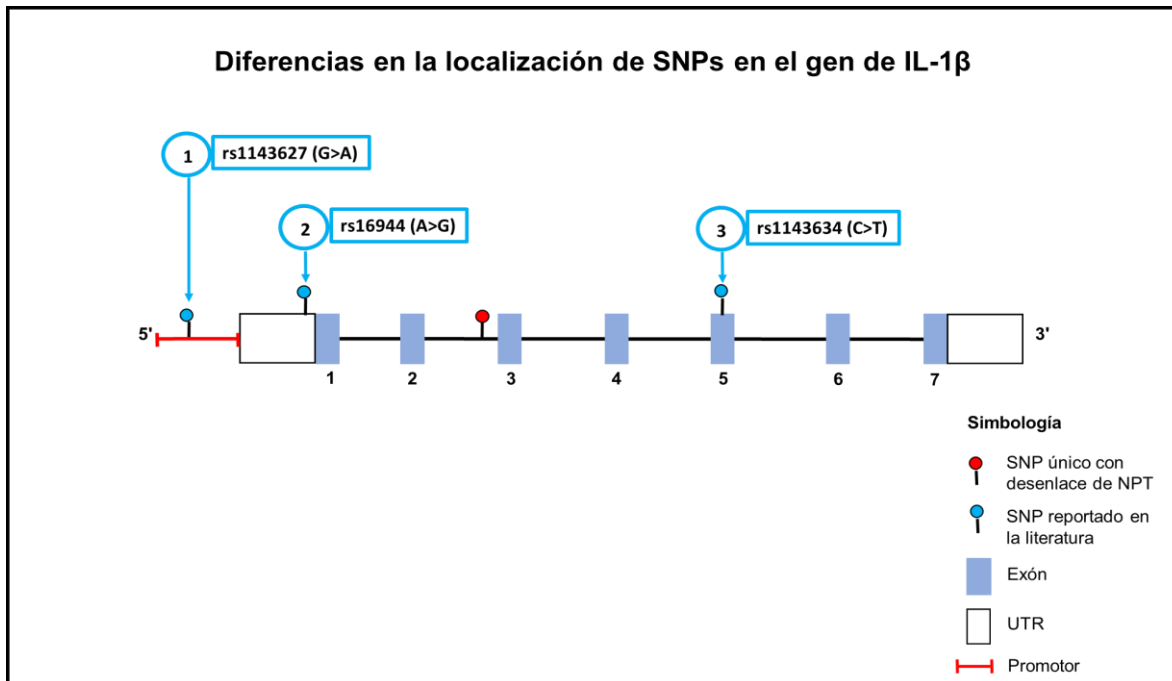 Diferencias en la localización de SNPs en el gen de IL-1β
1
rs1143627 (G>A)
2
rs16944 (A>G)
3
rs1143634 (C>T)
5'
3'
1
2
3
4
5
6
7
Simbología
SNP único con
desenlace de NPT
SNP reportado en
la literatura
Exón
UTR
Promotor